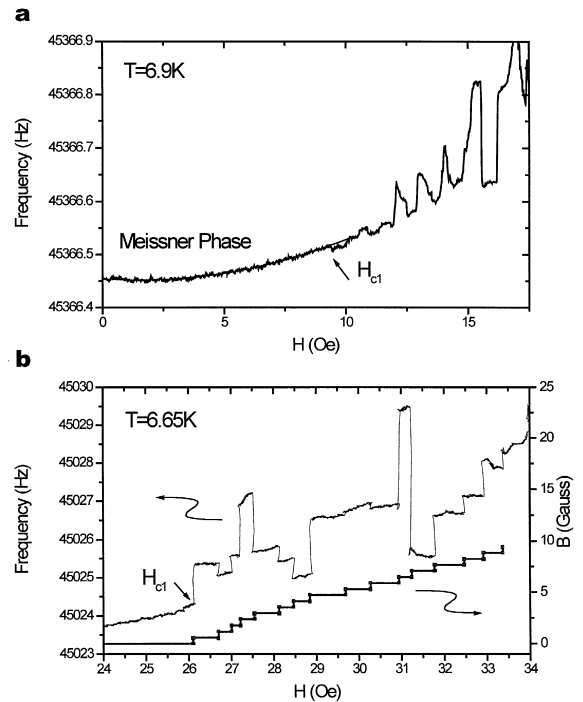 a
T=6.9K
45366.9
45366.8
45366.7
45366.6
45366.5
45366.4
Frequency (Hz)
Meissner Phase
Hc1
0 5 10 15
H (Oe)
b
T=6.65K
45030
45029
45028
45027
45026
45025
45024
45023
Frequency (Hz)
Hc1
25
20
15
10
5
0
B (Gauss)
24 25 26 27 28 29 30 31 32 33 34
H (Oe)